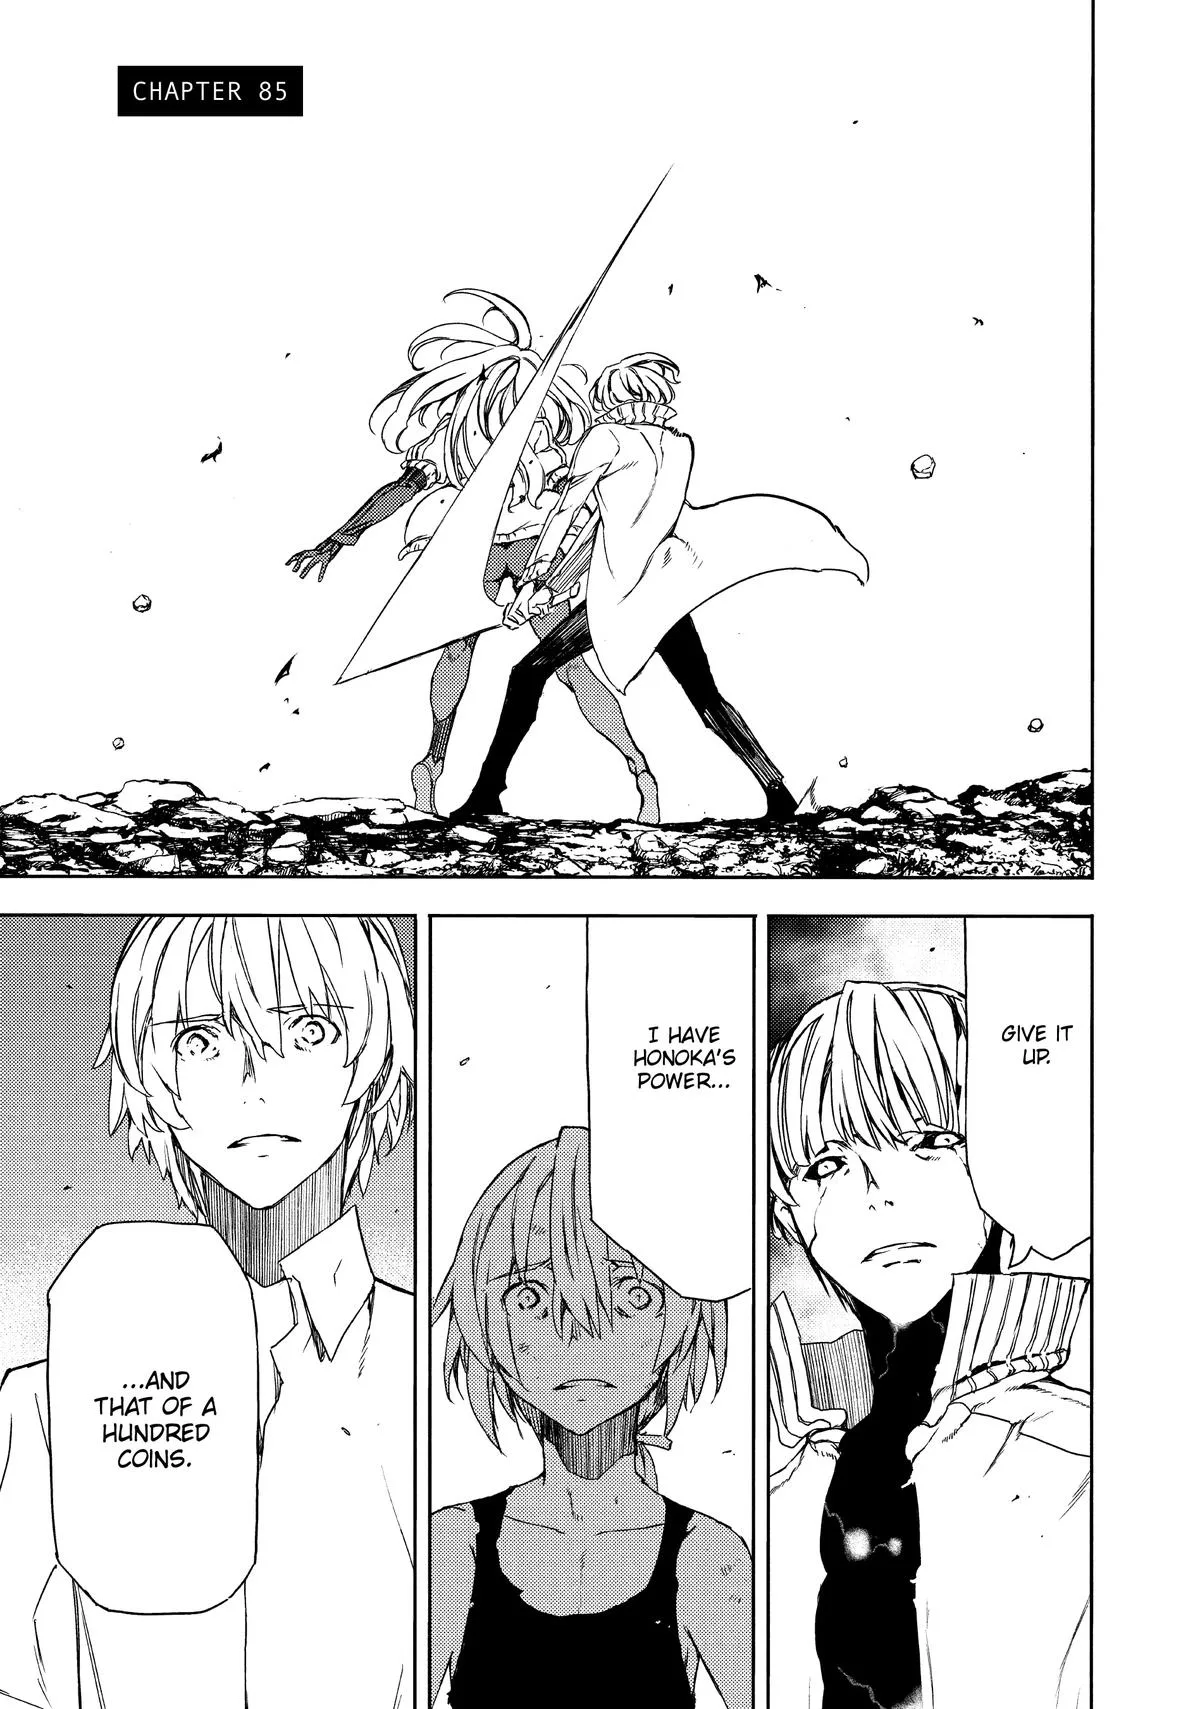 CHAPTER 85
GIVE IT
UP.
I HAVE
HONOKA'S
POWER...
...AND
THAT OF A
HUNDRED
COINS.